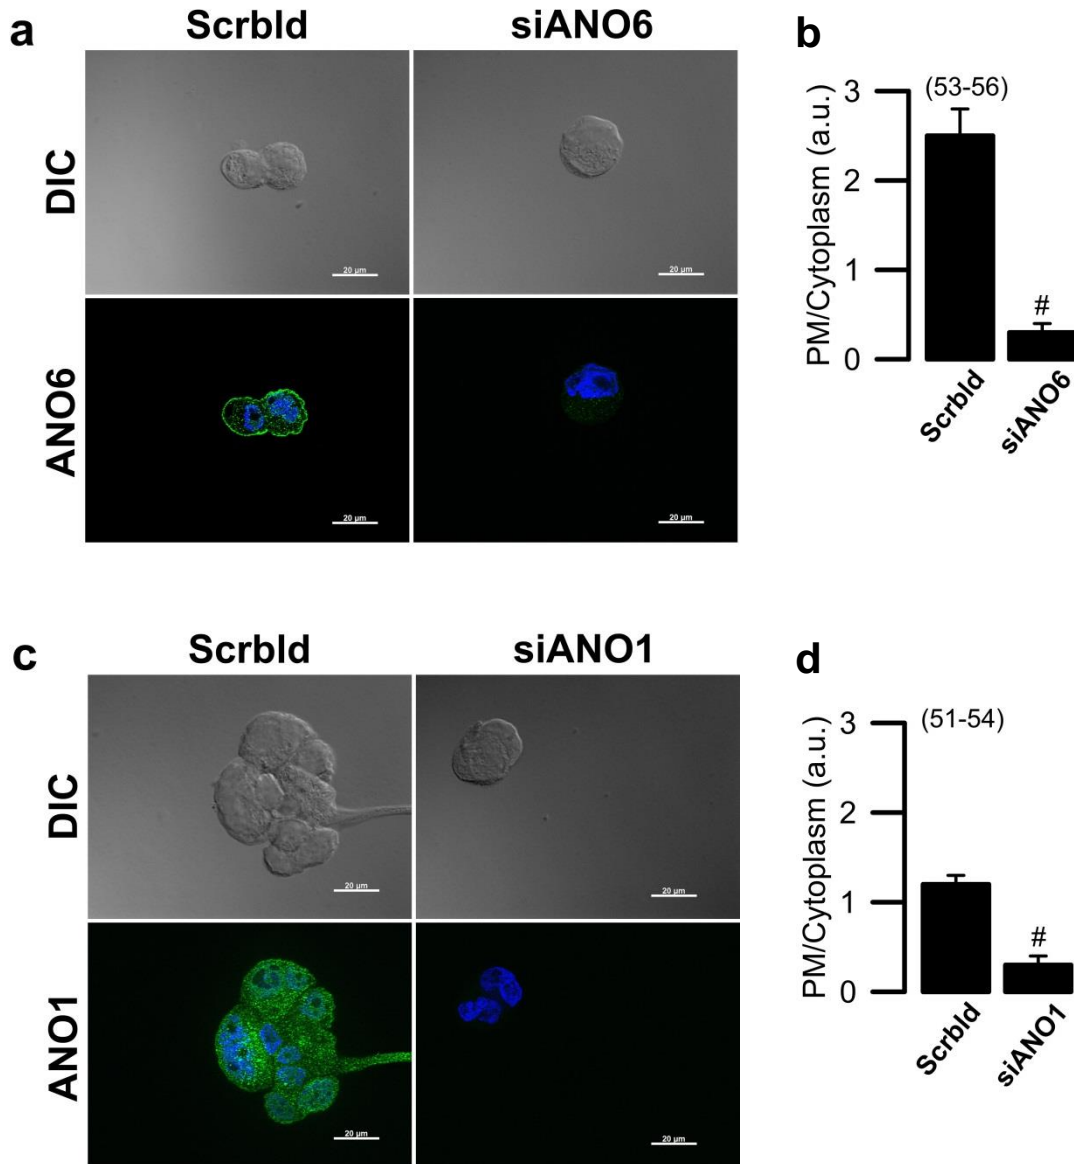 a
Scrbld
siANO6
DIC
20 µm
20 µm
ANO6
20 µm
20 µm
b
PM/Cytoplasm (a.u.)
3
2
1
0
(53-56)
#
Scrbld
siANO6
c
Scrbld
siANO1
DIC
20 µm
20 µm
ANO1
20 µm
20 µm
d
PM/Cytoplasm (a.u.)
3
2
1
0
(51-54)
#
Scrbld
siANO1